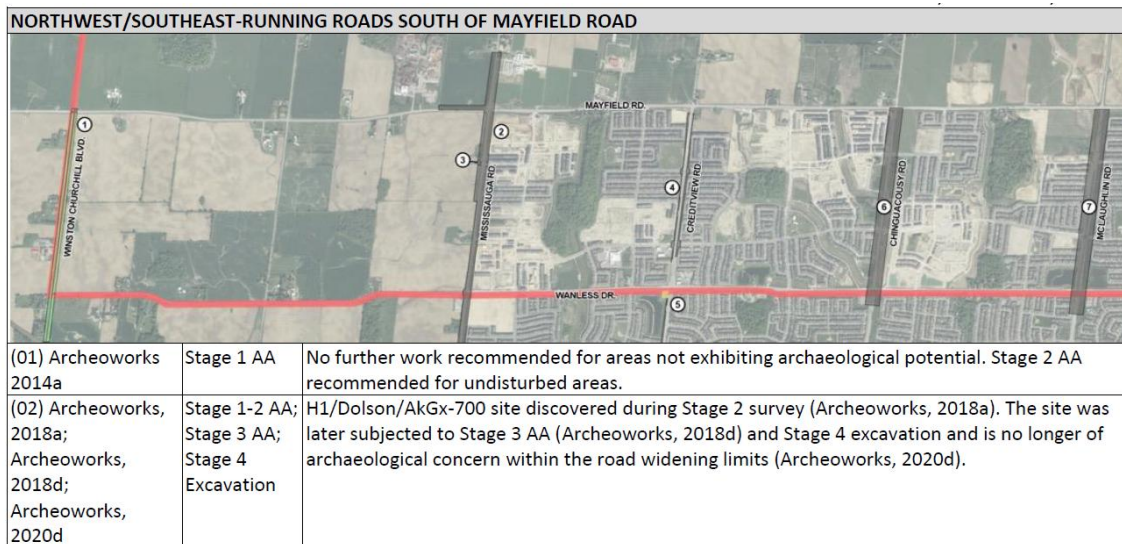 NORTHWEST/SOUTHEAST-RUNNING ROADS SOUTH OF MAYFIELD ROAD
MAYFIELD RD.
1
2
3
4
5
6
7
WINSTON CHURCHILL BLVD.
MISSISSAUGA RD.
CREDITVIEW RD.
CHINGUACOUSY RD.
MCLAUGHLIN RD.
WANLESS DR.
(01) Archeoworks
2014a
Stage 1 AA
No further work recommended for areas not exhibiting archaeological potential. Stage 2 AA
recommended for undisturbed areas.
(02) Archeoworks,
2018a;
Archeoworks,
2018d;
Archeoworks,
2020d
Stage 1-2 AA;
Stage 3 AA;
Stage 4
Excavation
H1/Dolson/AkGx-700 site discovered during Stage 2 survey (Archeoworks, 2018a). The site was
later subjected to Stage 3 AA (Archeoworks, 2018d) and Stage 4 excavation and is no longer of
archaeological concern within the road widening limits (Archeoworks, 2020d).